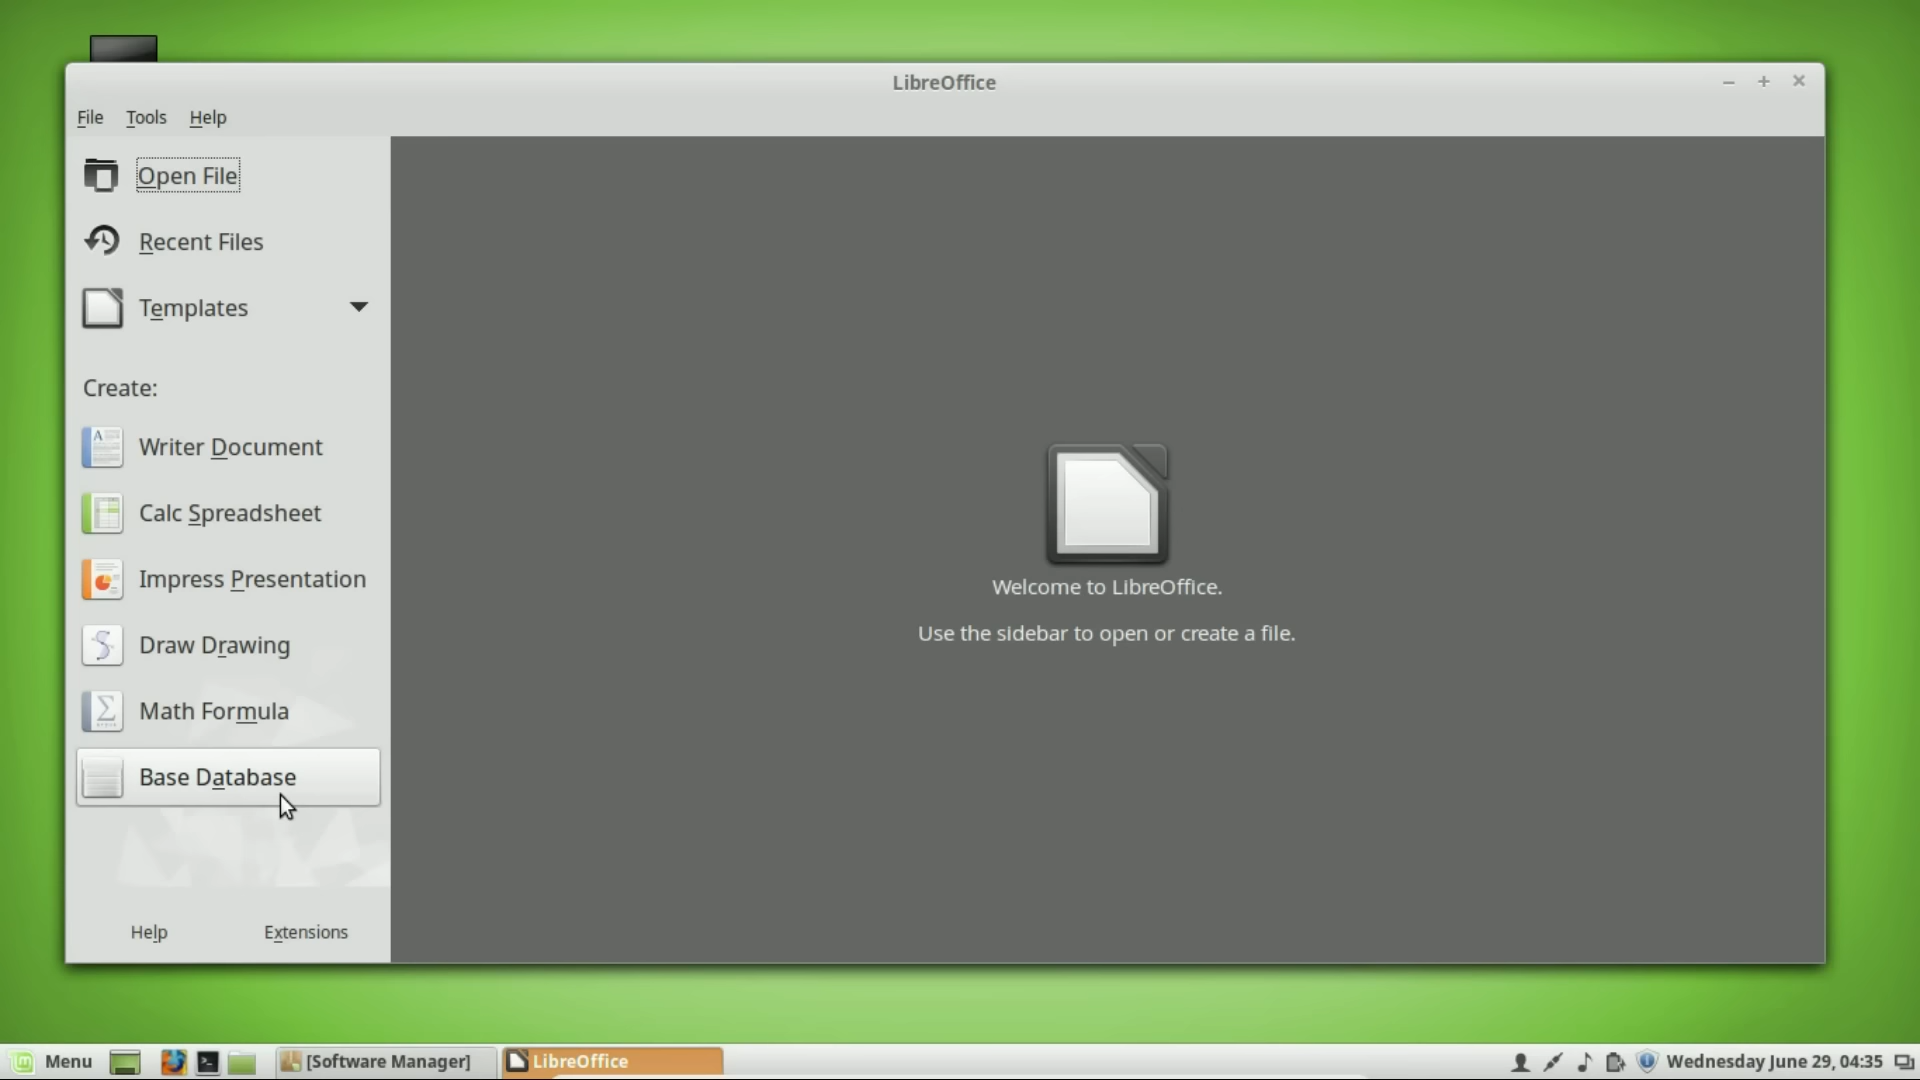 LibreOffice
File Tools Help
Open File
Recent Files
Templates
Create:
Writer Document
Calc Spreadsheet
Impress Presentation
Draw Drawing
Math Formula
Base Database
Help Extensions
Welcome to LibreOffice.
Use the sidebar to open or create a file.
Menu [Software Manager] LibreOffice Wednesday June 29, 04:35